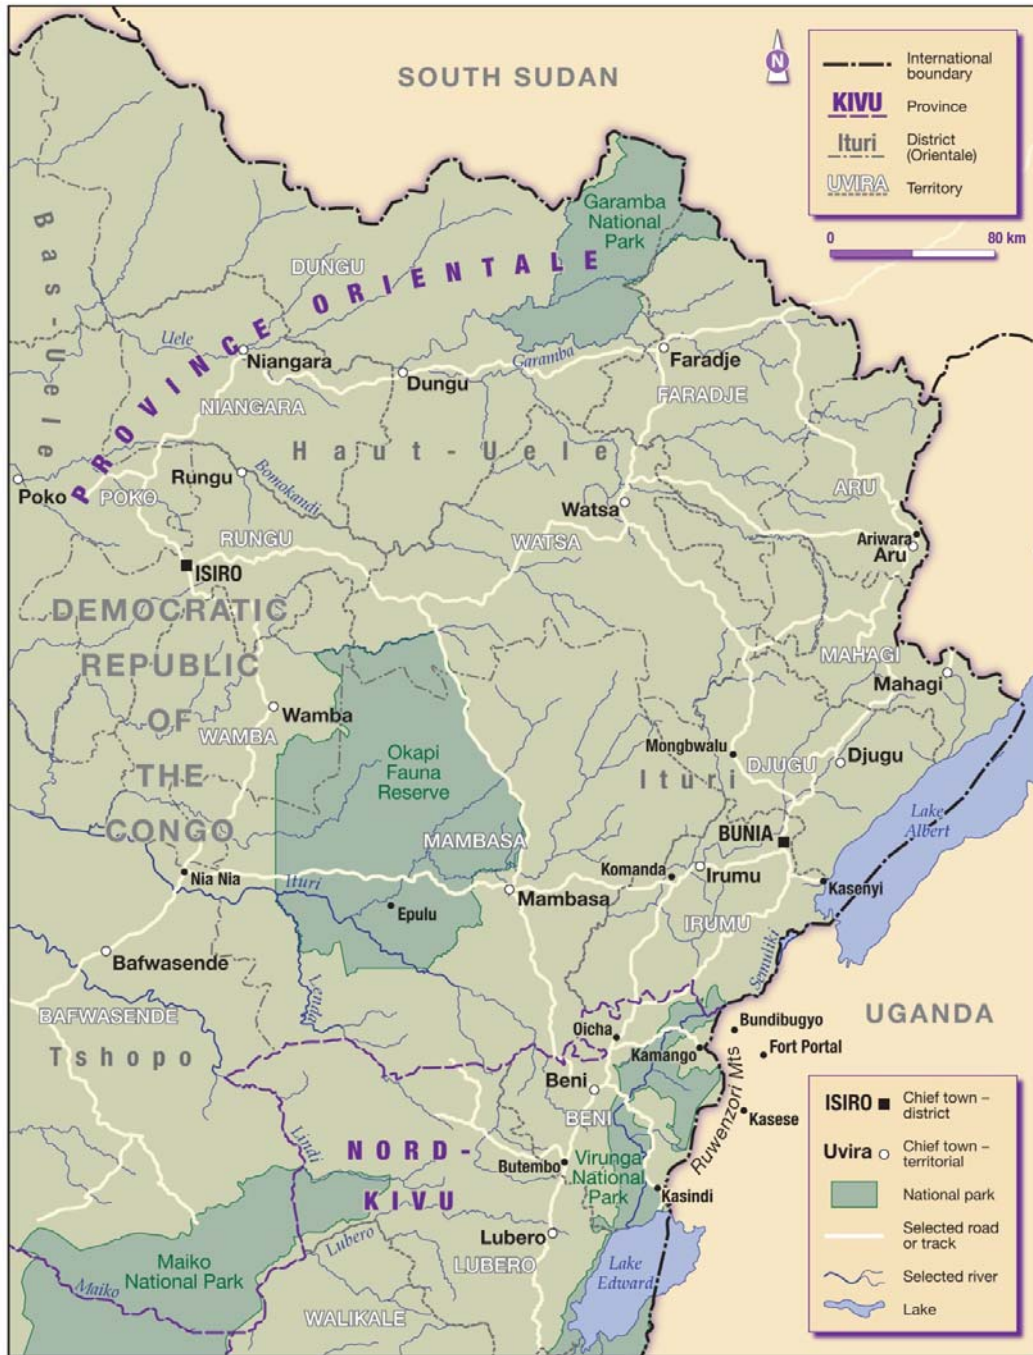 SOUTH SUDAN
N
International
boundary
KIVU
Province
Ituri
District
(Orientale)
UVIRA
Territory
0
80 km
Garamba
National
Park
Bas-Uele
DUNGU
PROVINCE ORIENTALE
Uele
Niangara
Dungu
Garamba
Faradje
NIANGARA
FARADJE
Haut-Uele
Poko
POKO
Rungu
Bomokandi
Watsa
ARU
RUNGU
WATSA
Ariwara
Aru
ISIRO
DEMOCRATIC
REPUBLIC
OF
THE
CONGO
MAHAGI
Mahagi
Wamba
WAMBA
Okapi
Fauna
Reserve
Mongbwalu
Ituri
DJUGU
Djugu
Lake
Albert
MAMBASA
BUNIA
Nia Nia
Ituri
Epulu
Mambasa
Komanda
Irumu
Kasenyi
IRUMU
Bafwasende
Lenda
Semuliki
BAFWASENDE
Tshopo
UGANDA
Oicha
Bundibugyo
Kamango
Fort Portal
Beni
BENI
Ruwenzori Mts
Kasese
Lindi
NORD-
KIVU
Butembo
Virunga
National
Park
Kasindi
Lubero
Lubero
LUBERO
Lake
Edward
Maiko
National Park
Maiko
WALIKALE
ISIRO
Chief town –
district
Uvira
Chief town –
territorial
National park
Selected road
or track
Selected river
Lake